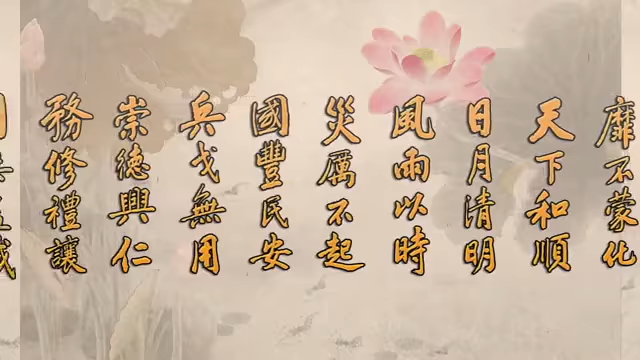 靡不蒙化
天下和順
日月清明
風雨以時
災厲不起
國豐民安
兵戈無用
崇德興仁
務修禮讓